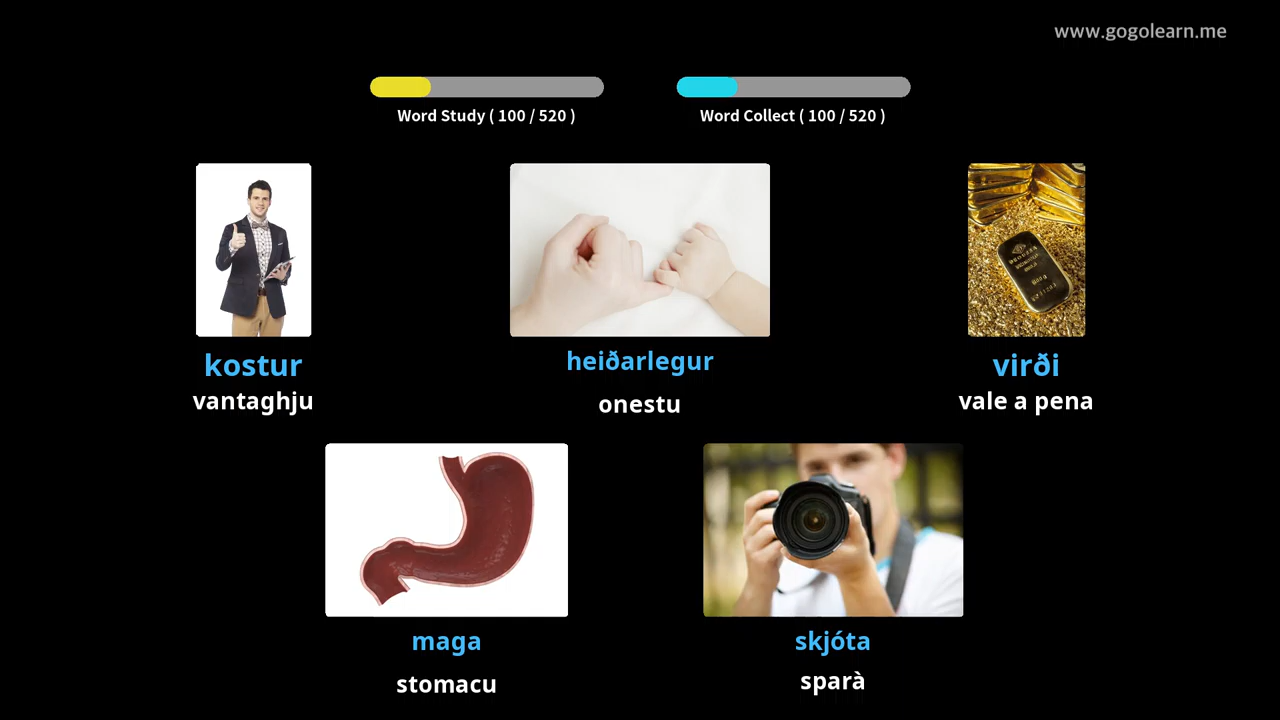 www.gogolearn.me
Word Study ( 100 / 520 )
Word Collect ( 100 / 520 )
kostur
vantaghju
heiðarlegur
onestu
virði
vale a pena
maga
stomacu
skjóta
sparà